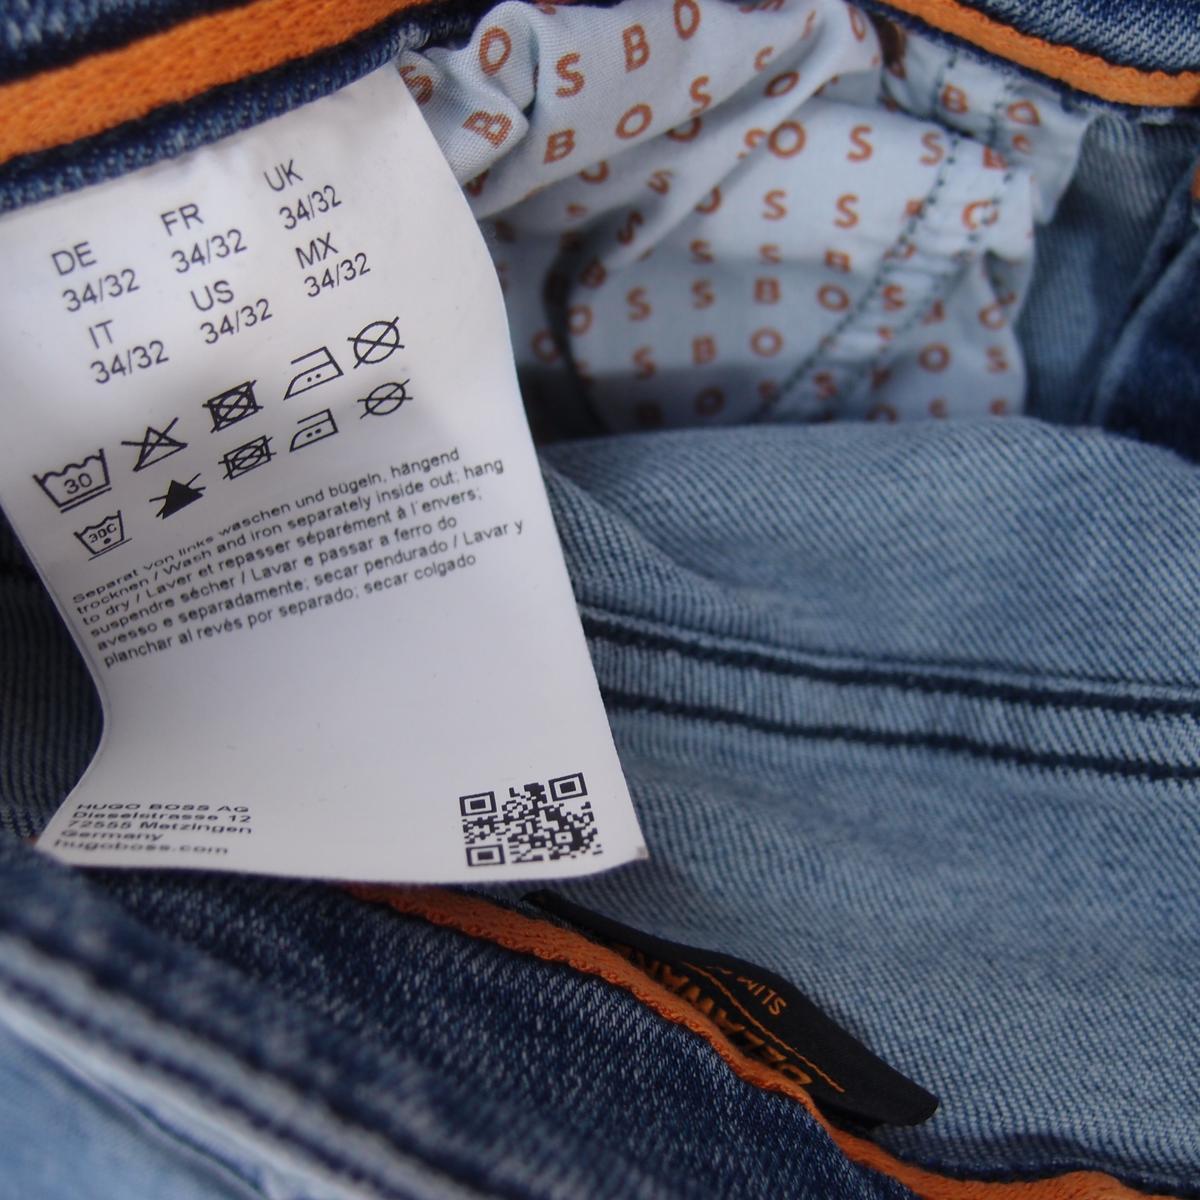 DE FR UK
34/32 34/32 34/32
IT US MX
34/32 34/32 34/32
30
30C
Separat von links waschen und bügeln, hängend
trocknen / Wash and iron separately inside out; hang
to dry / Laver et repasser séparément à l'envers;
suspendre sécher / Lavar e passar a ferro do
avesso e separadamente; secar pendurado / Lavar y
planchar al revés por separado; secar colgado
HUGO BOSS AG
Dieselstrasse 12
72555 Metzingen
Germany
hugoboss.com
BOSS
DELAWARE
SLIM